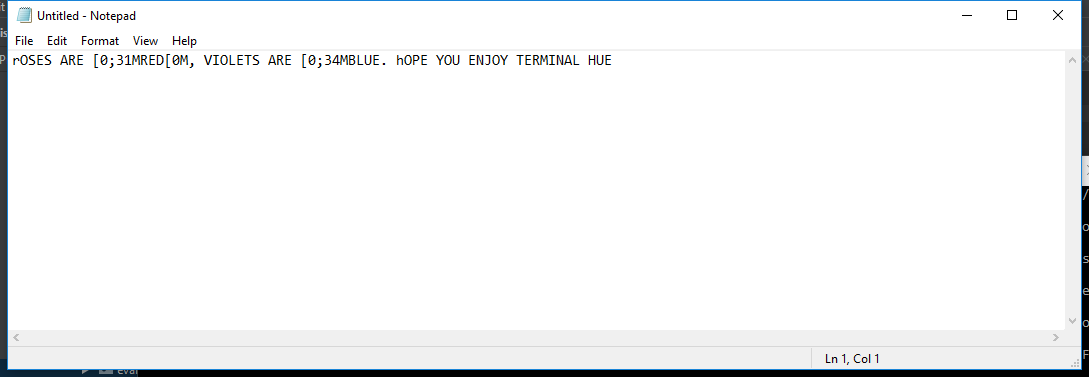 Untitled - Notepad
File Edit Format View Help
rOSES ARE [0;31MRED[0M, VIOLETS ARE [0;34MBLUE. hOPE YOU ENJOY TERMINAL HUE
Ln 1, Col 1
eval